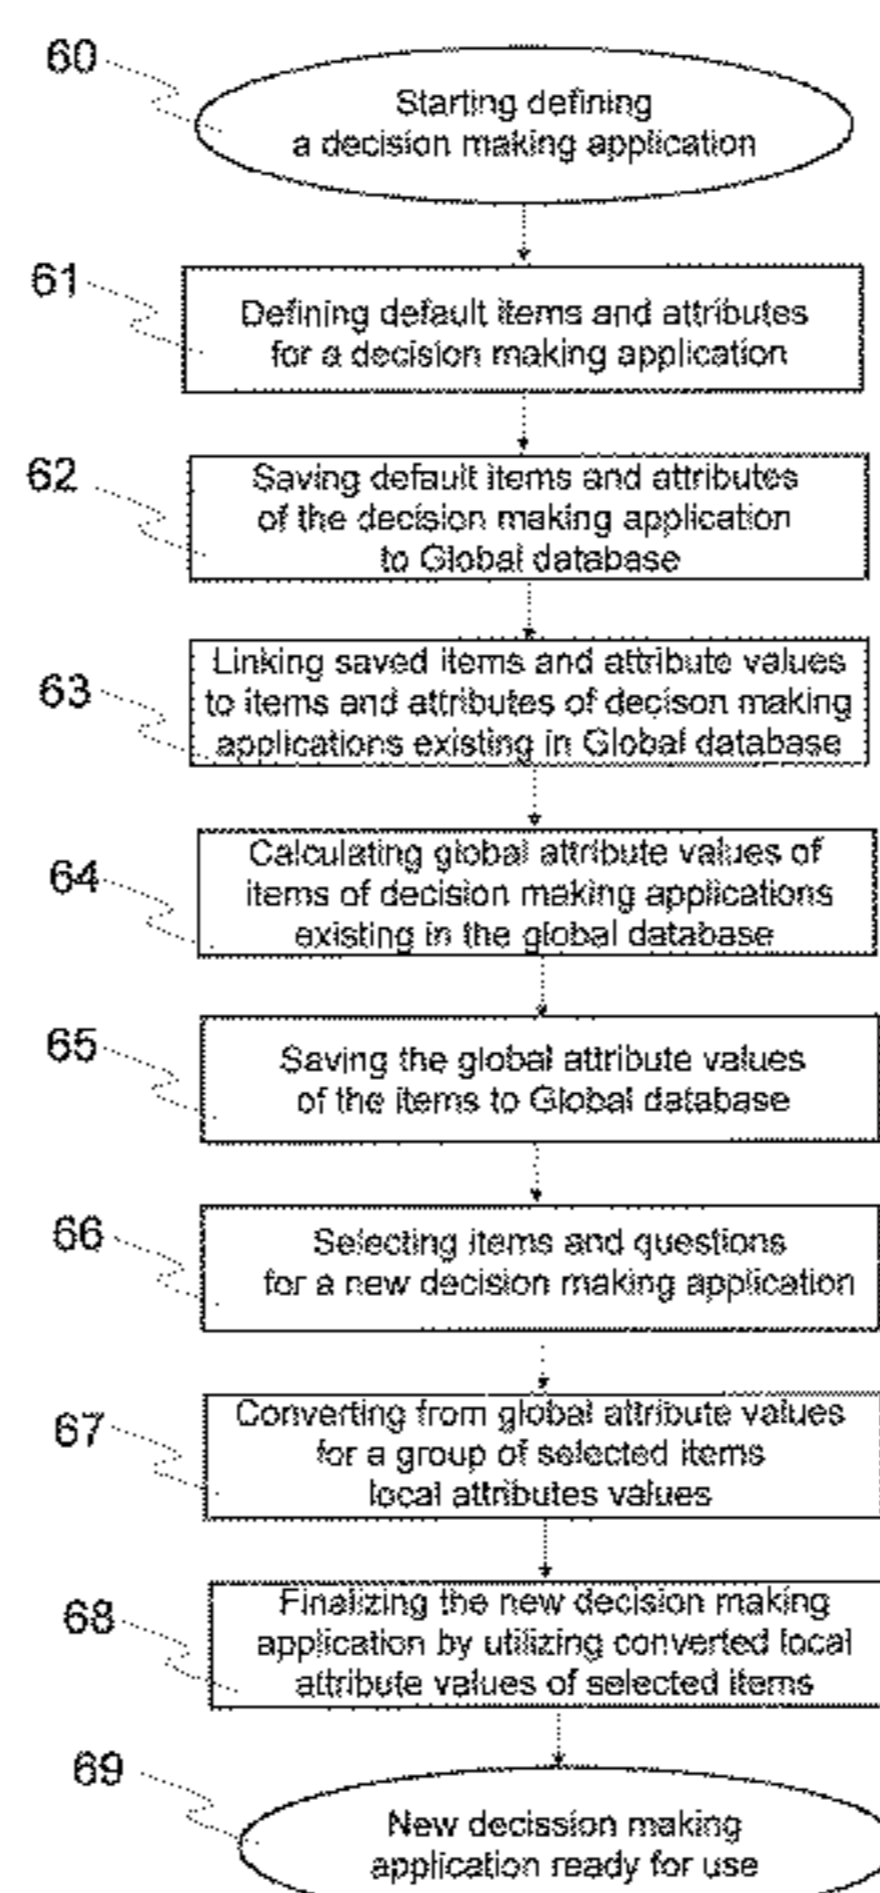 60
Starting defining
a decision making application
61
Defining default items and attributes
for a decision making application
62
Saving default items and attributes
of the decision making application
to Global database
63
Linking saved items and attribute values
to items and attributes of decison making
applications existing in Global database
64
Calculating global attribute values of
items of decision making applications
existing in the global database
65
Saving the global attribute values
of the items to Global database
66
Selecting items and questions
for a new decision making application
67
Converting from global attribute values
for a group of selected items
local attributes values
68
Finalizing the new decision making
application by utilizing converted local
attribute values of selected items
69
New decission making
application ready for use